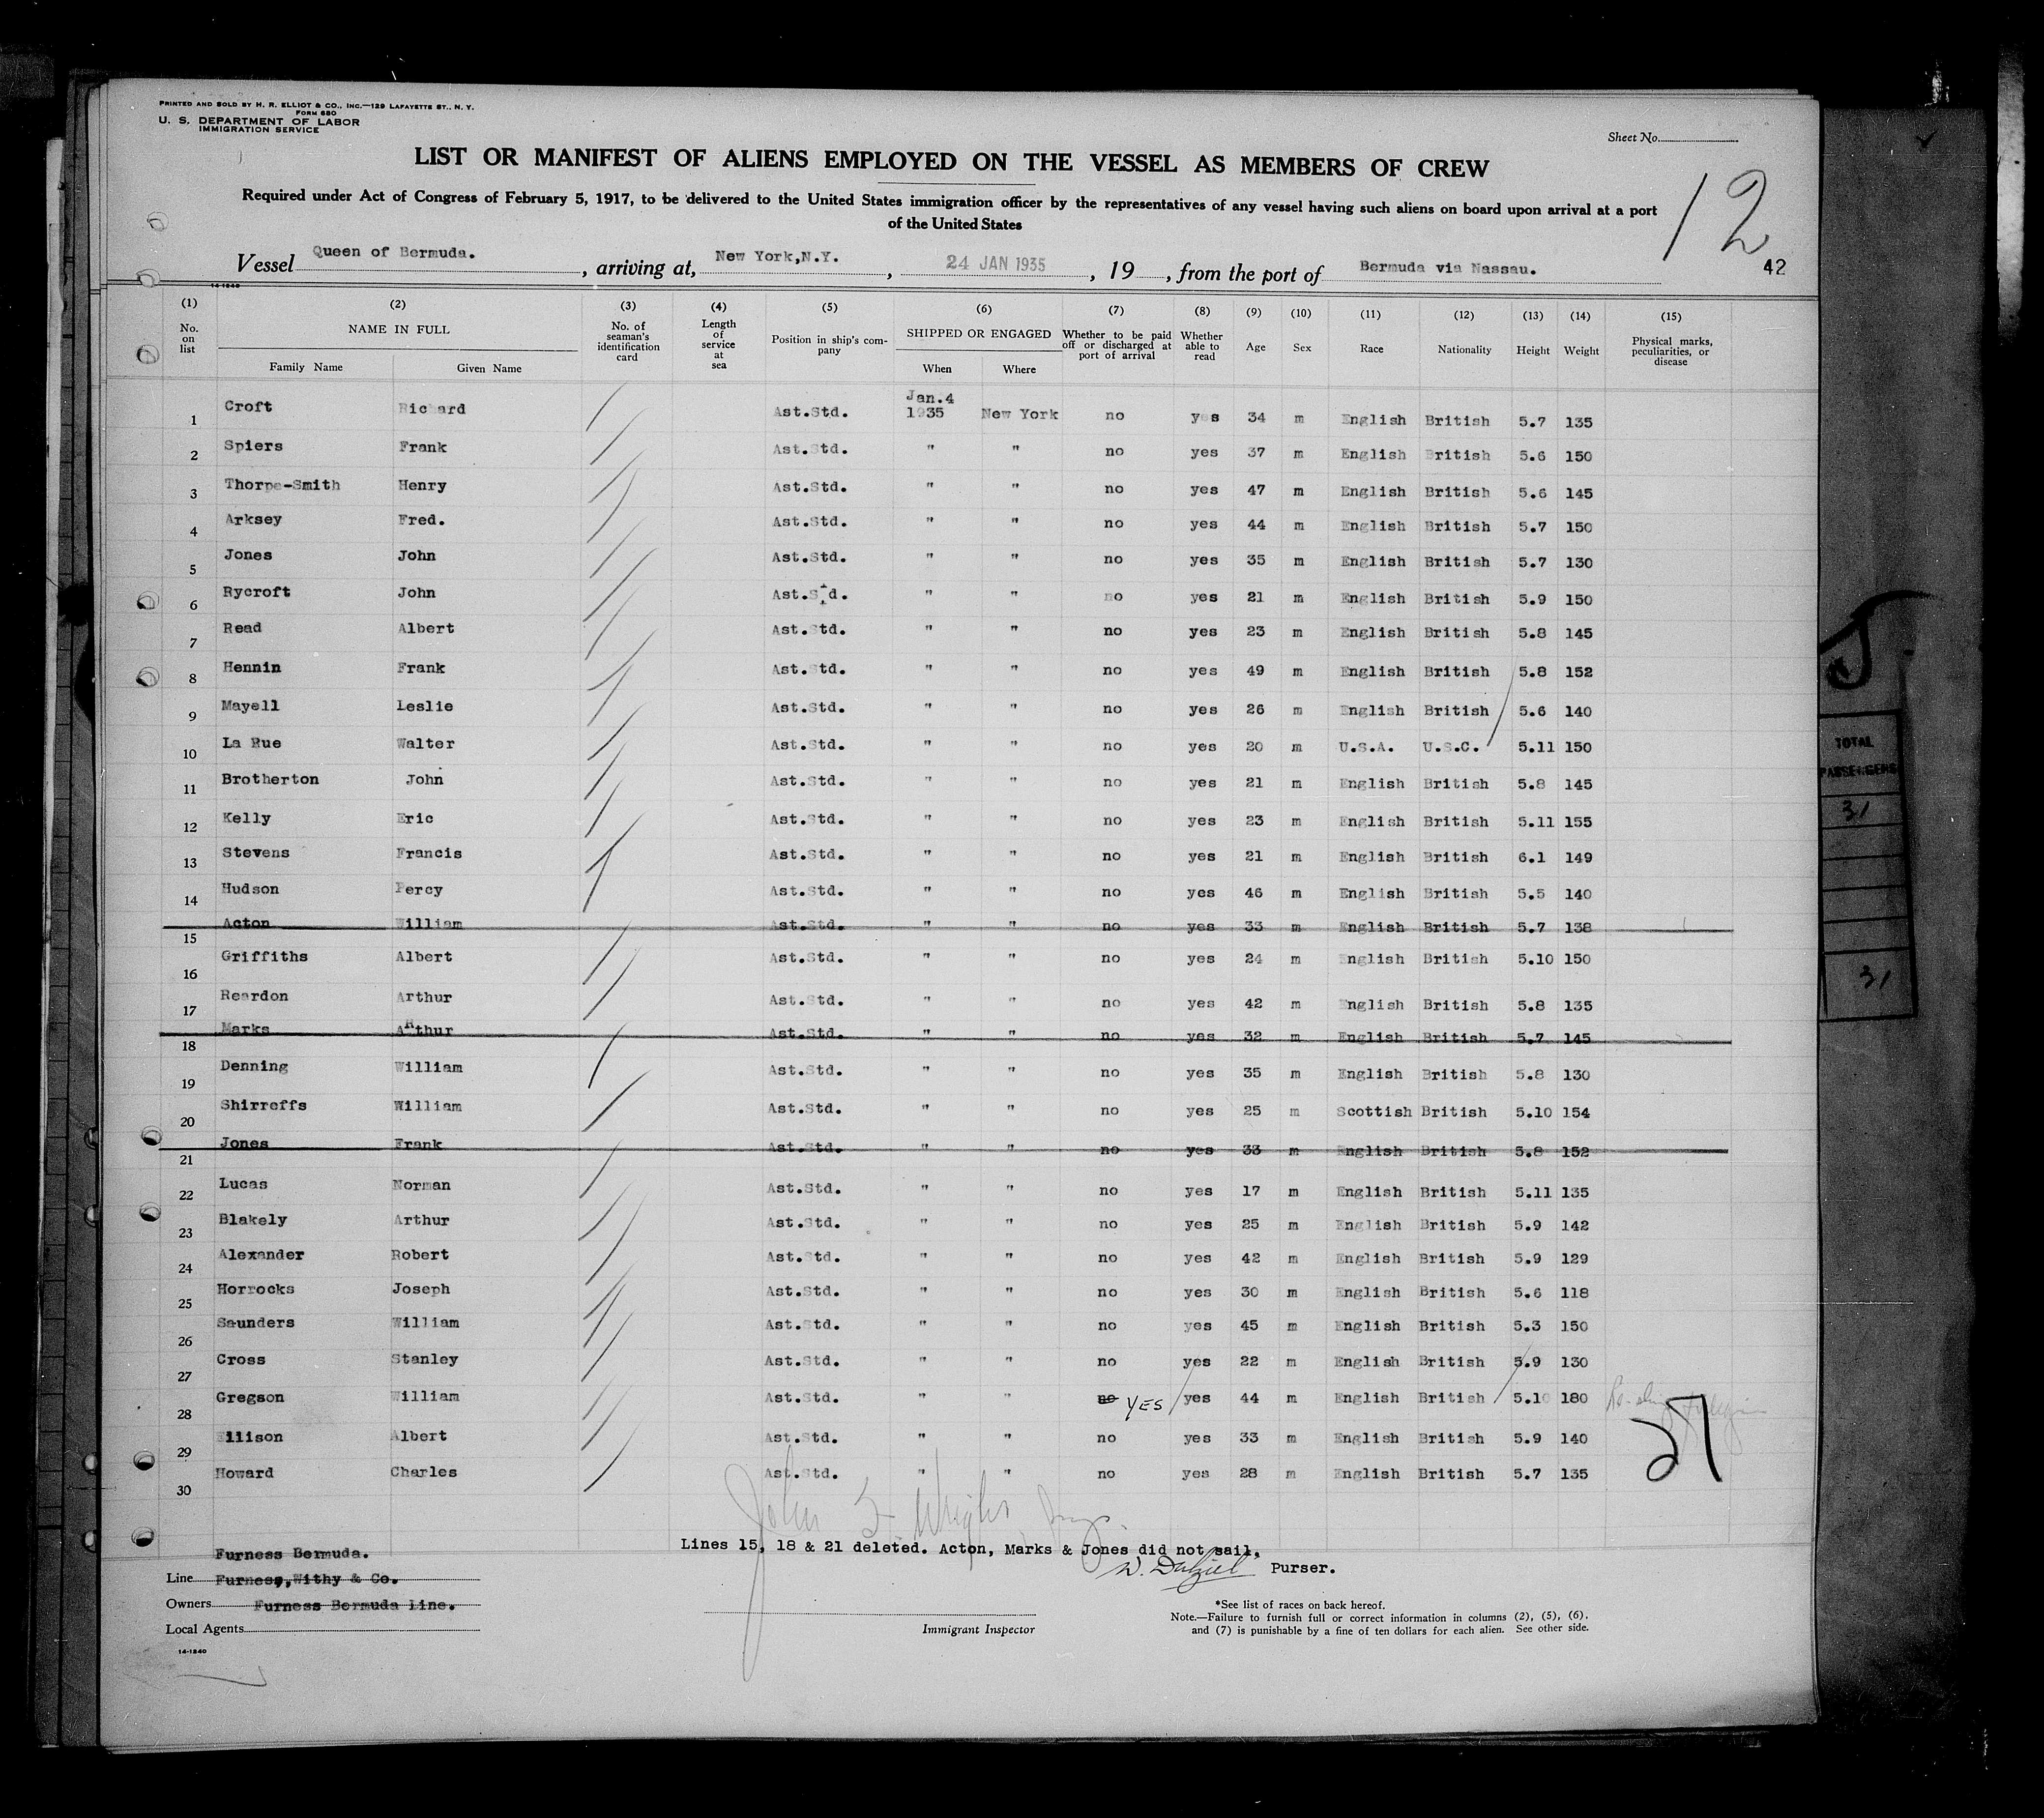 PRINTED AND SOLD BY H. R. ELLIOT & CO., INC.—129 LAFAYETTE ST., N. Y.
FORM 680
U. S. DEPARTMENT OF LABOR
IMMIGRATION SERVICE
Sheet No.
LIST OR MANIFEST OF ALIENS EMPLOYED ON THE VESSEL AS MEMBERS OF CREW
12
Required under Act of Congress of February 5, 1917, to be delivered to the United States immigration officer by the representatives of any vessel having such aliens on board upon arrival at a port
of the United States
Vessel Queen of Bermuda. , arriving at, New York,N.Y. , 24 JAN 1935 , 19 , from the port of Bermuda via Nassau.
42
14-1240
(1) (2) (3) (4) (5) (6) (7) (8) (9) (10) (11) (12) (13) (14) (15)
No. on list NAME IN FULL Family Name Given Name No. of seaman's identification card Length of service at sea Position in ship's company SHIPPED OR ENGAGED When Where Whether to be paid off or discharged at port of arrival Whether able to read Age Sex Race Nationality Height Weight Physical marks, peculiarities, or disease
1 Croft Richard Ast.Std. Jan.4 1935 New York no yes 34 m English British 5.7 135
2 Spiers Frank Ast.Std. " " no yes 37 m English British 5.6 150
3 Thorpe-Smith Henry Ast.Std. " " no yes 47 m English British 5.6 145
4 Arksey Fred. Ast.Std. " " no yes 44 m English British 5.7 150
5 Jones John Ast.Std. " " no yes 35 m English British 5.7 130
6 Rycroft John Ast.Std. " " no yes 21 m English British 5.9 150
7 Read Albert Ast.Std. " " no yes 23 m English British 5.8 145
8 Hennin Frank Ast.Std. " " no yes 49 m English British 5.8 152
9 Mayell Leslie Ast.Std. " " no yes 26 m English British 5.6 140
10 La Rue Walter Ast.Std. " " no yes 20 m U.S.A. U.S.C. 5.11 150
11 Brotherton John Ast.Std. " " no yes 21 m English British 5.8 145
12 Kelly Eric Ast.Std. " " no yes 23 m English British 5.11 155
13 Stevens Francis Ast.Std. " " no yes 21 m English British 6.1 149
14 Hudson Percy Ast.Std. " " no yes 46 m English British 5.5 140
15 Acton William Ast.Std. " " no yes 33 m English British 5.7 138
16 Griffiths Albert Ast.Std. " " no yes 24 m English British 5.10 150
17 Reardon Arthur Ast.Std. " " no yes 42 m English British 5.8 135
18 Marks ARthur Ast.Std. " " no yes 32 m English British 5.7 145
19 Denning William Ast.Std. " " no yes 35 m English British 5.8 130
20 Shirreffs William Ast.Std. " " no yes 25 m Scottish British 5.10 154
21 Jones Frank Ast.Std. " " no yes 33 m English British 5.8 152
22 Lucas Norman Ast.Std. " " no yes 17 m English British 5.11 135
23 Blakely Arthur Ast.Std. " " no yes 25 m English British 5.9 142
24 Alexander Robert Ast.Std. " " no yes 42 m English British 5.9 129
25 Horrocks Joseph Ast.Std. " " no yes 30 m English British 5.6 118
26 Saunders William Ast.Std. " " no yes 45 m English British 5.3 150
27 Cross Stanley Ast.Std. " " no yes 22 m English British 5.9 130
28 Gregson William Ast.Std. " " no YES yes 44 m English British 5.10 180
29 Ellison Albert Ast.Std. " " no yes 33 m English British 5.9 140
30 Howard Charles Ast.Std. " " no yes 28 m English British 5.7 135
27
John Wright
Lines 15, 18 & 21 deleted. Acton, Marks & Jones did not sail.
W. Dalziel Purser.
Furness Bermuda.
Line Furness,Withy & Co.
Owners Furness Bermuda Line.
Local Agents
14-1240
Immigrant Inspector
*See list of races on back hereof.
Note.—Failure to furnish full or correct information in columns (2), (5), (6),
and (7) is punishable by a fine of ten dollars for each alien. See other side.
TOTAL
PASSENGERS
31
31